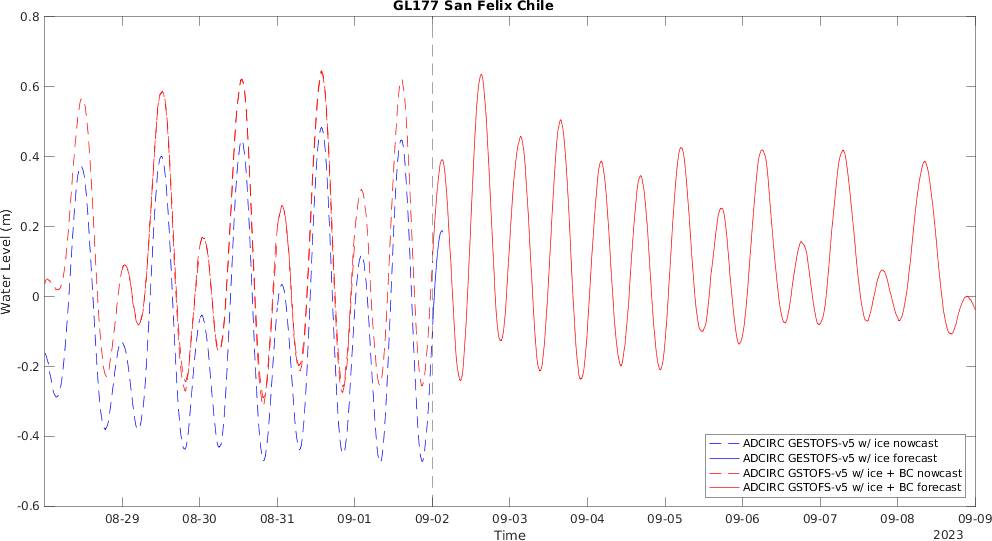 GL177 San Felix Chile
0.8
0.6
0.4
0.2
0
-0.2
-0.4
-0.6
Water Level (m)
ADCIRC GESTOFS-v5 w/ ice nowcast
ADCIRC GESTOFS-v5 w/ ice forecast
ADCIRC GSTOFS-v5 w/ ice + BC nowcast
ADCIRC GSTOFS-v5 w/ ice + BC forecast
08-29 08-30 08-31 09-01 09-02 09-03 09-04 09-05 09-06 09-07 09-08 09-09
Time
2023